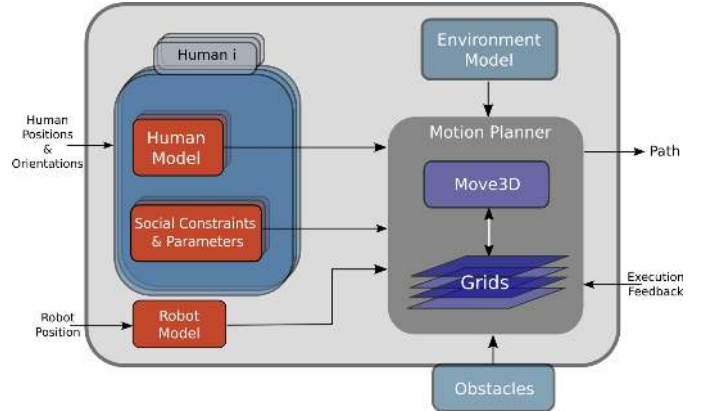 Human i
Environment
Model
Human
Positions
&
Orientations
Human
Model
Motion Planner
Path
Move3D
Social Constraints
& Parameters
Grids
Execution
Feedback
Robot
Position
Robot
Model
Obstacles